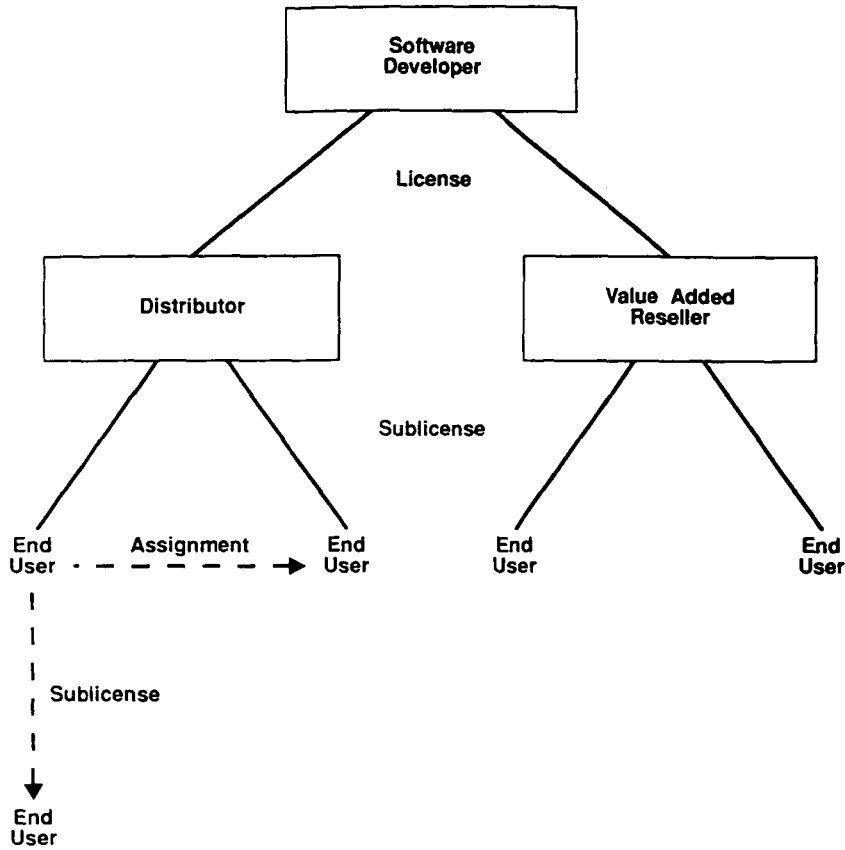 Software
Developer
License
Distributor
Value Added
Reseller
Sublicense
End
User
Assignment
End
User
End
User
End
User
Sublicense
End
User